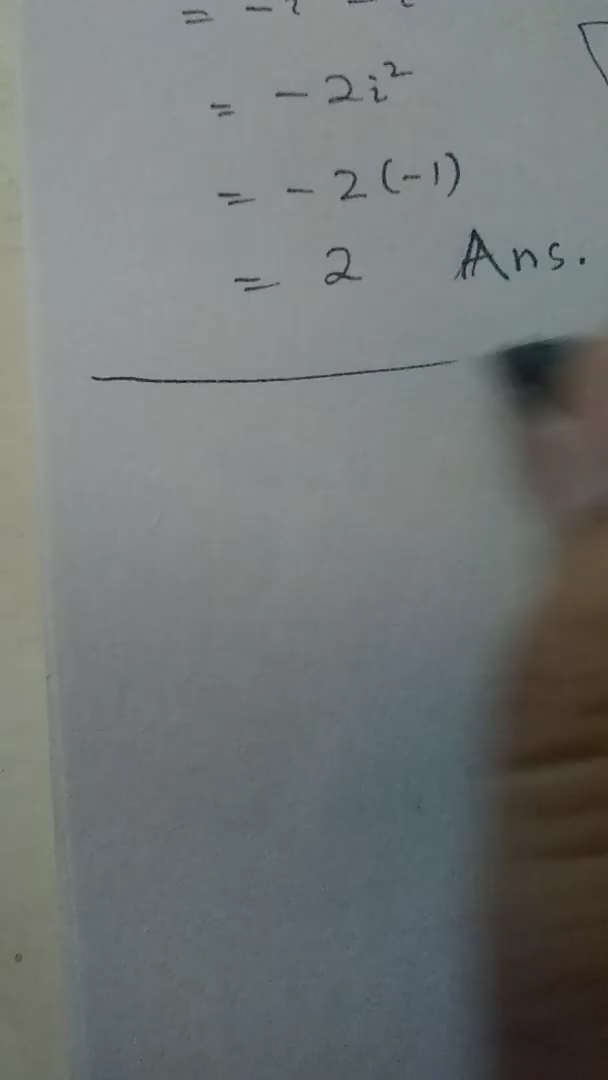 = -2i²
= -2(-1)
= 2 Ans.